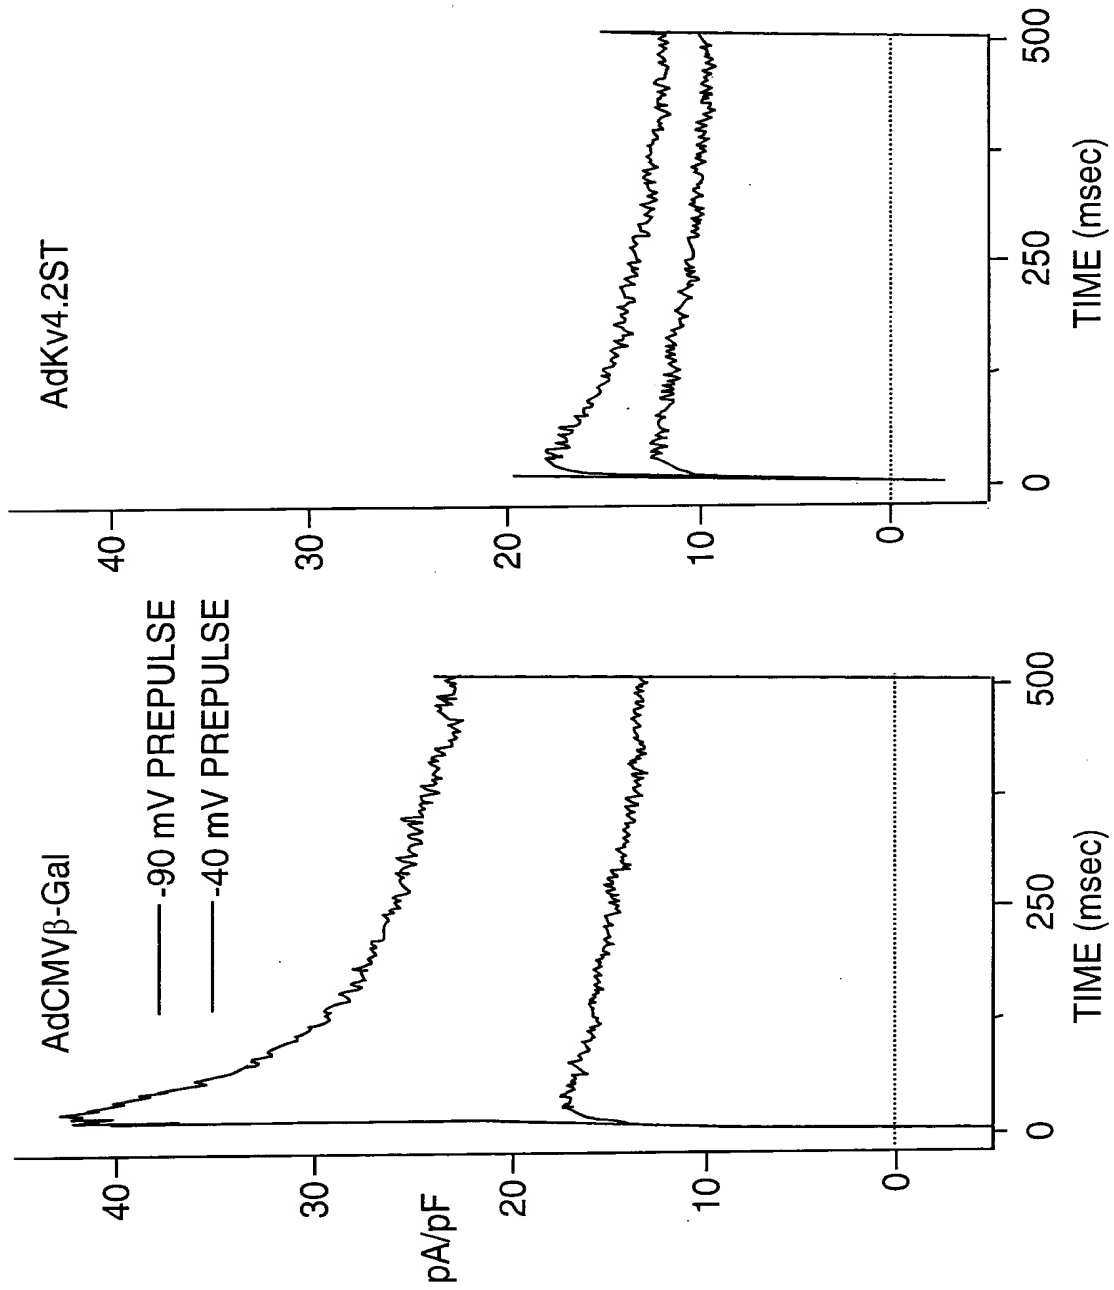 AdCMVβ-Gal
-90 mV PREPULSE
-40 mV PREPULSE
40
30
20
10
0
pA/pF
0
250
500
TIME (msec)
AdKv4.2ST
40
30
20
10
0
0
250
500
TIME (msec)